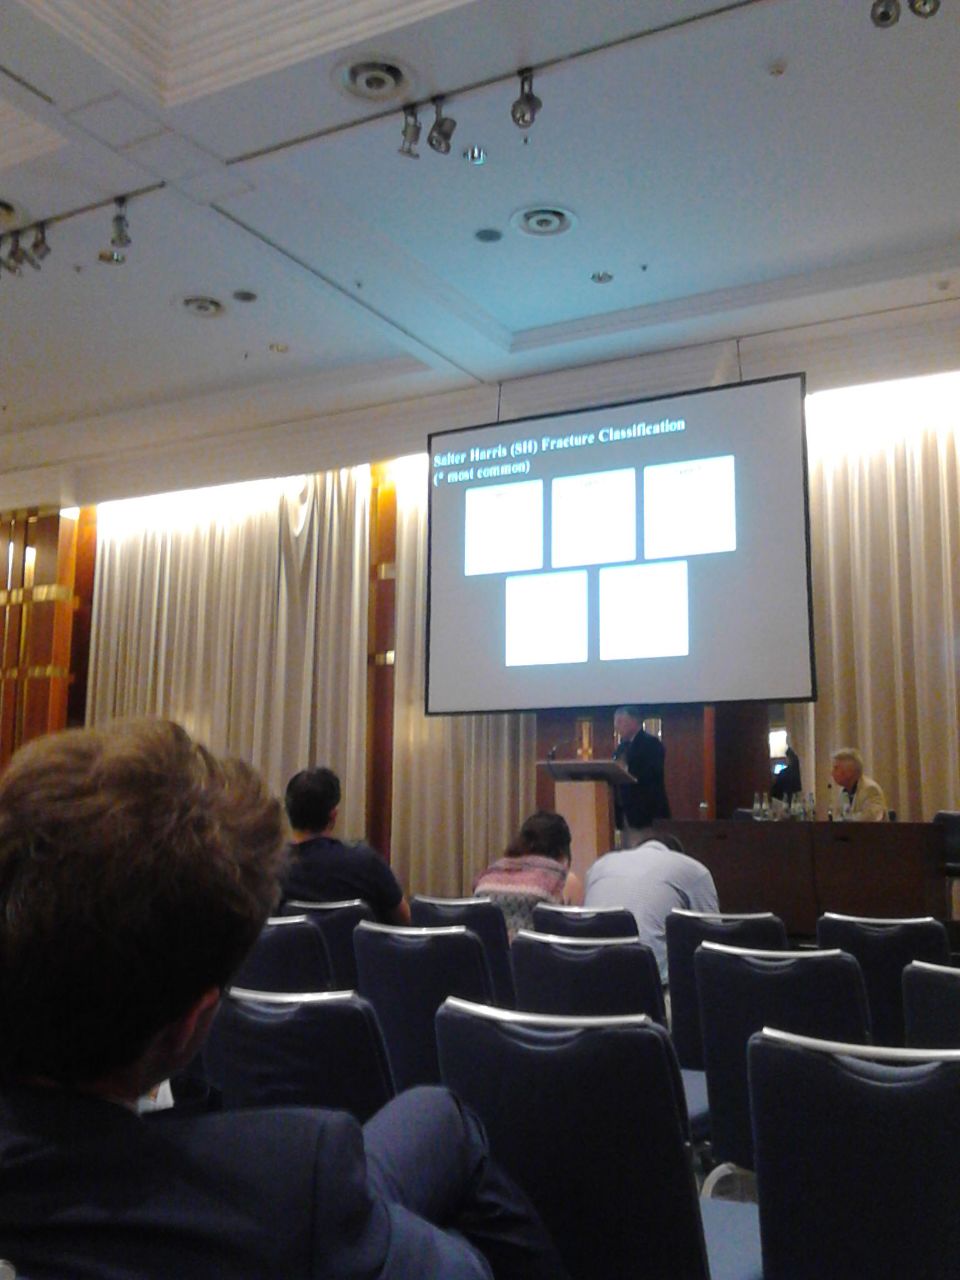 Salter Harris (SH) Fracture Classification
(* most common)